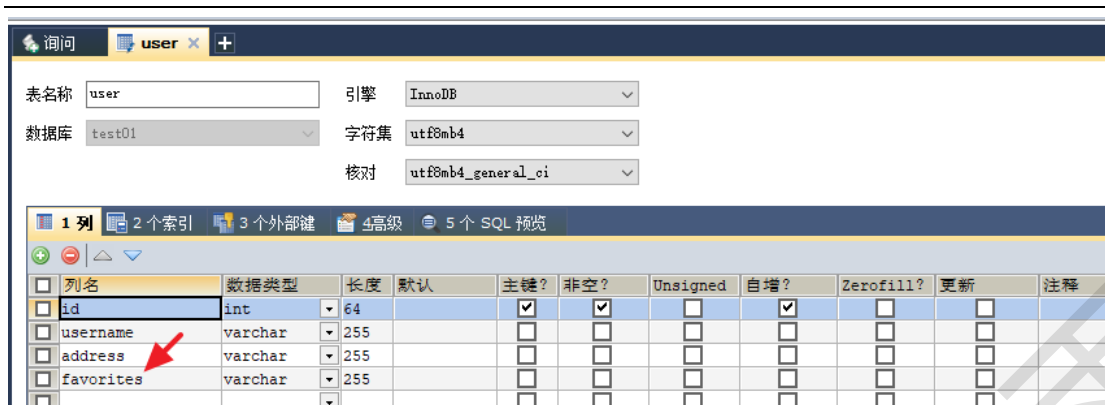 询问 user
表名称 user 引擎 InnoDB
数据库 test01 字符集 utf8mb4
核对 utf8mb4_general_ci
1 列 2 个索引 3 个外部键 4高级 5 个 SQL 预览
列名 数据类型 长度 默认 主键? 非空? Unsigned 自增? Zerofill? 更新 注释
id int 64
username varchar 255
address varchar 255
favorites varchar 255